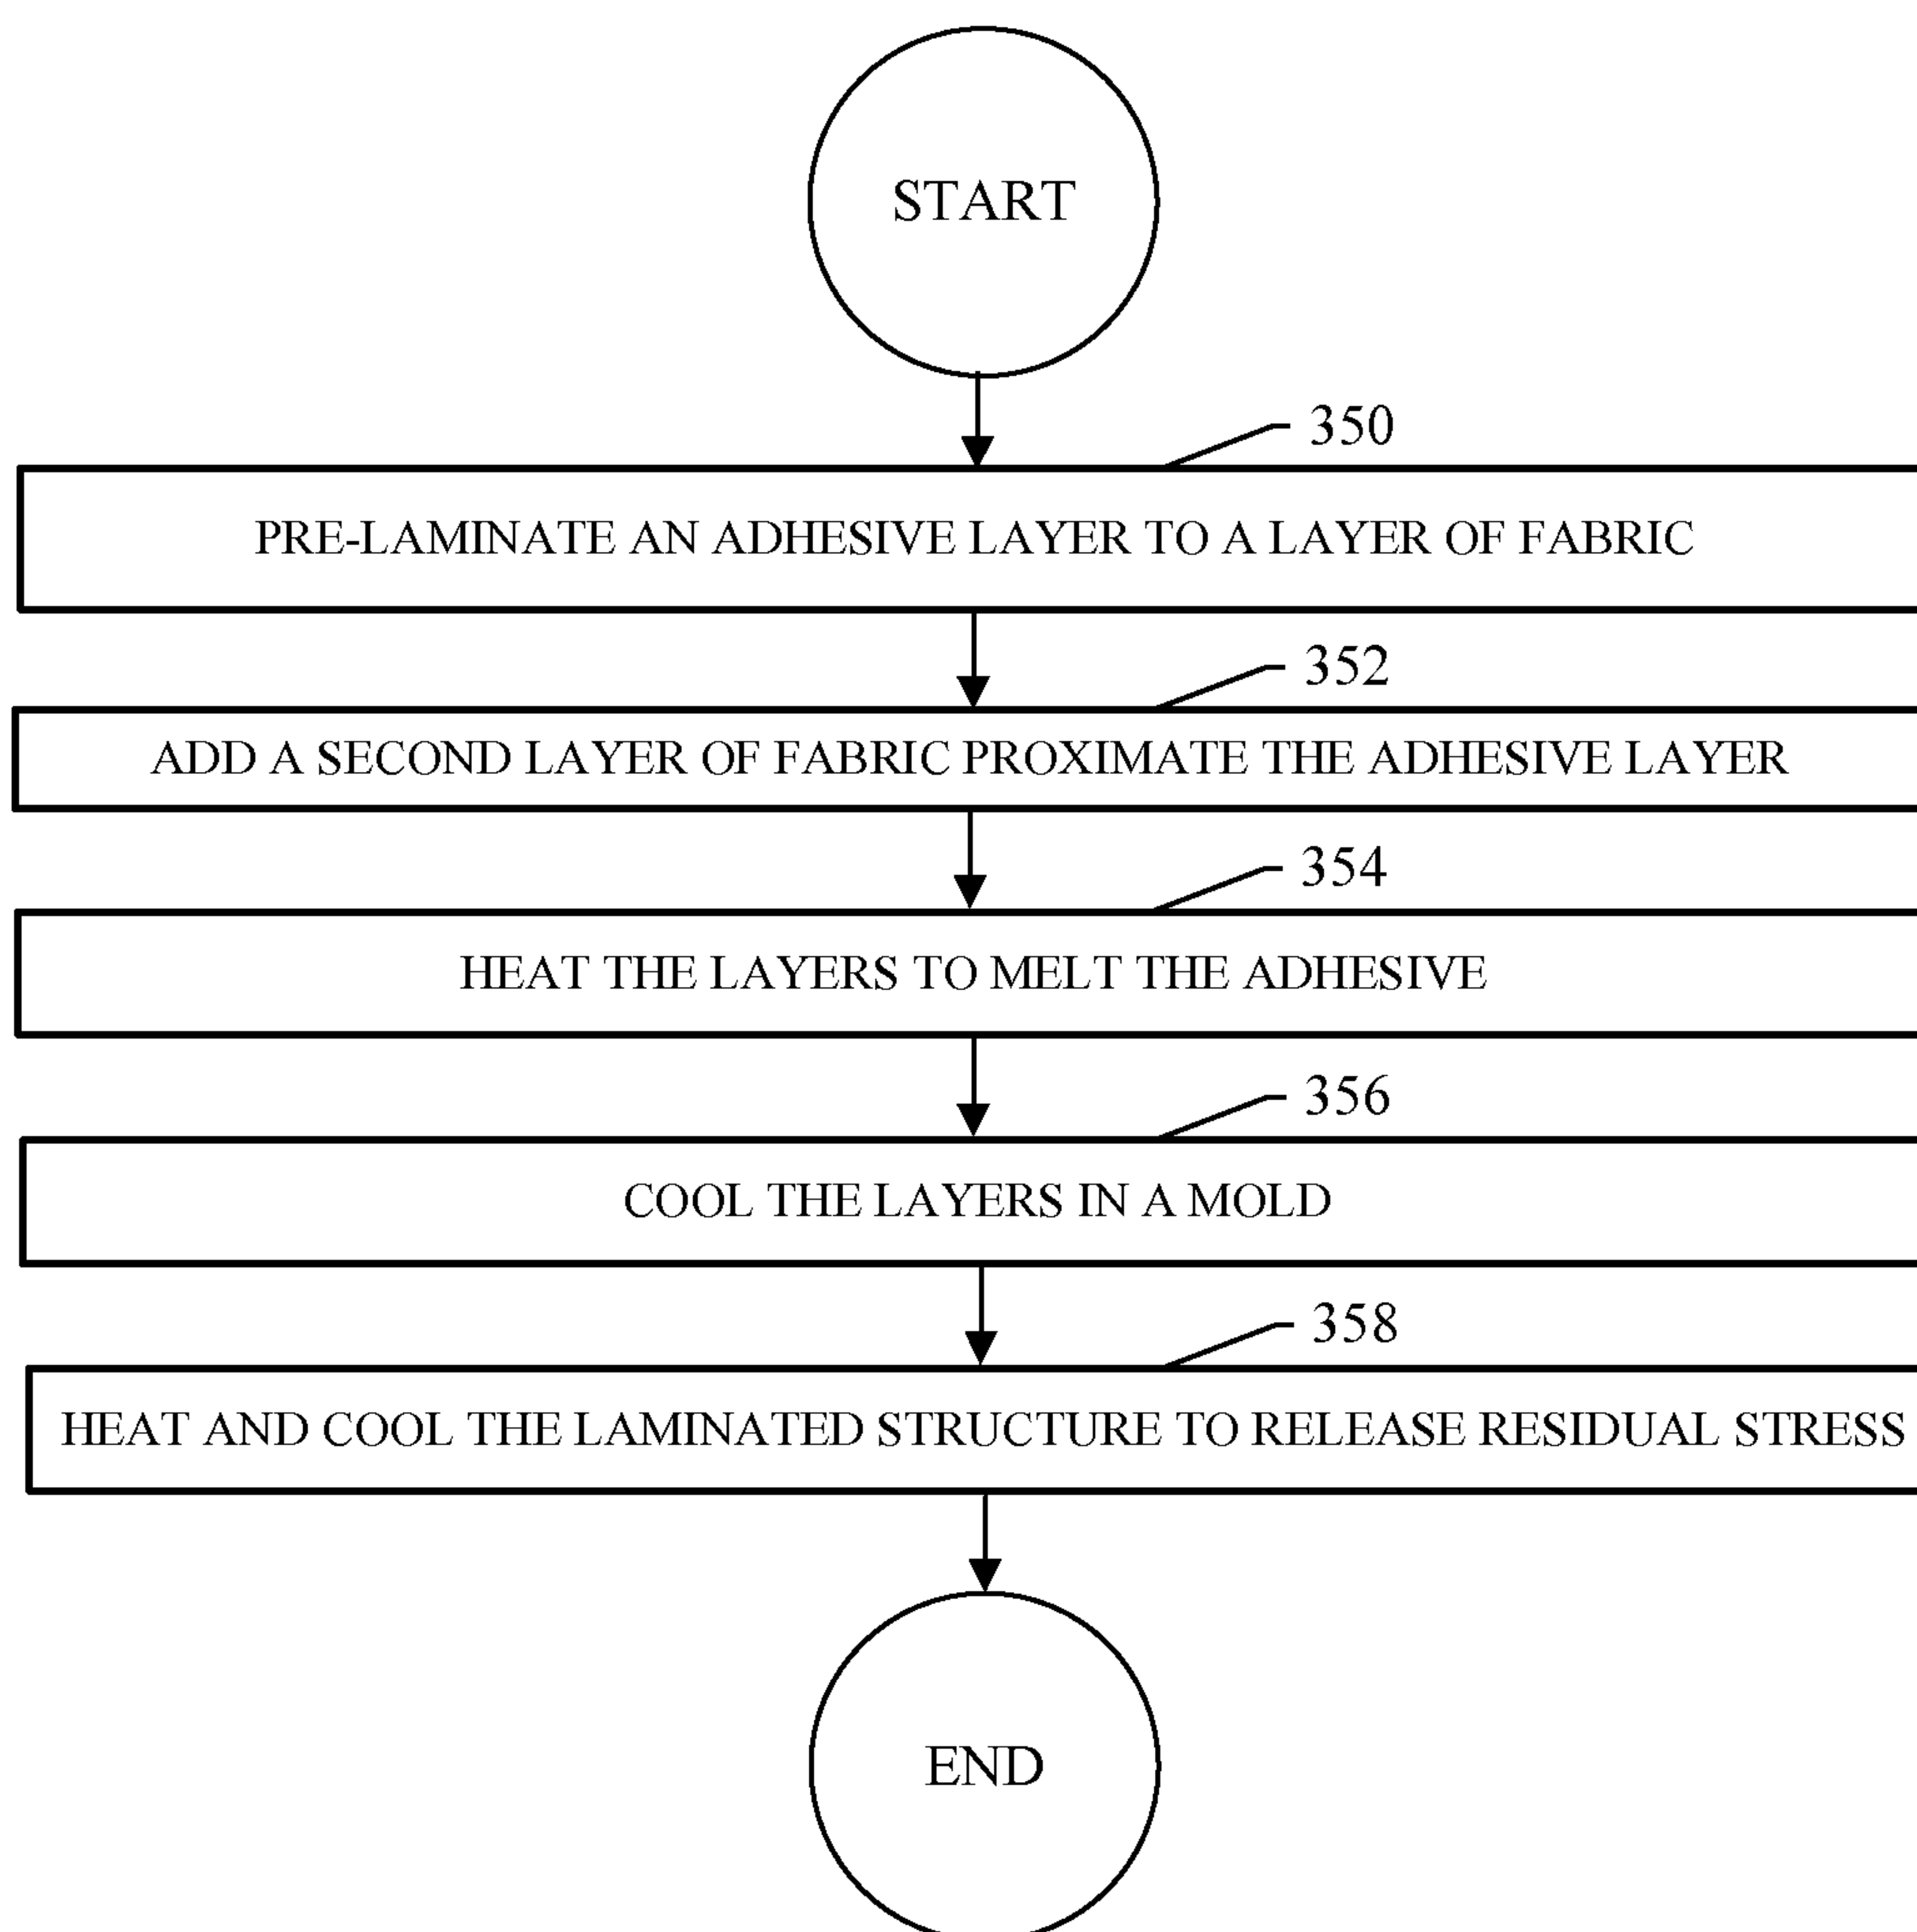 START
350
PRE-LAMINATE AN ADHESIVE LAYER TO A LAYER OF FABRIC
352
ADD A SECOND LAYER OF FABRIC PROXIMATE THE ADHESIVE LAYER
354
HEAT THE LAYERS TO MELT THE ADHESIVE
356
COOL THE LAYERS IN A MOLD
358
HEAT AND COOL THE LAMINATED STRUCTURE TO RELEASE RESIDUAL STRESS
END